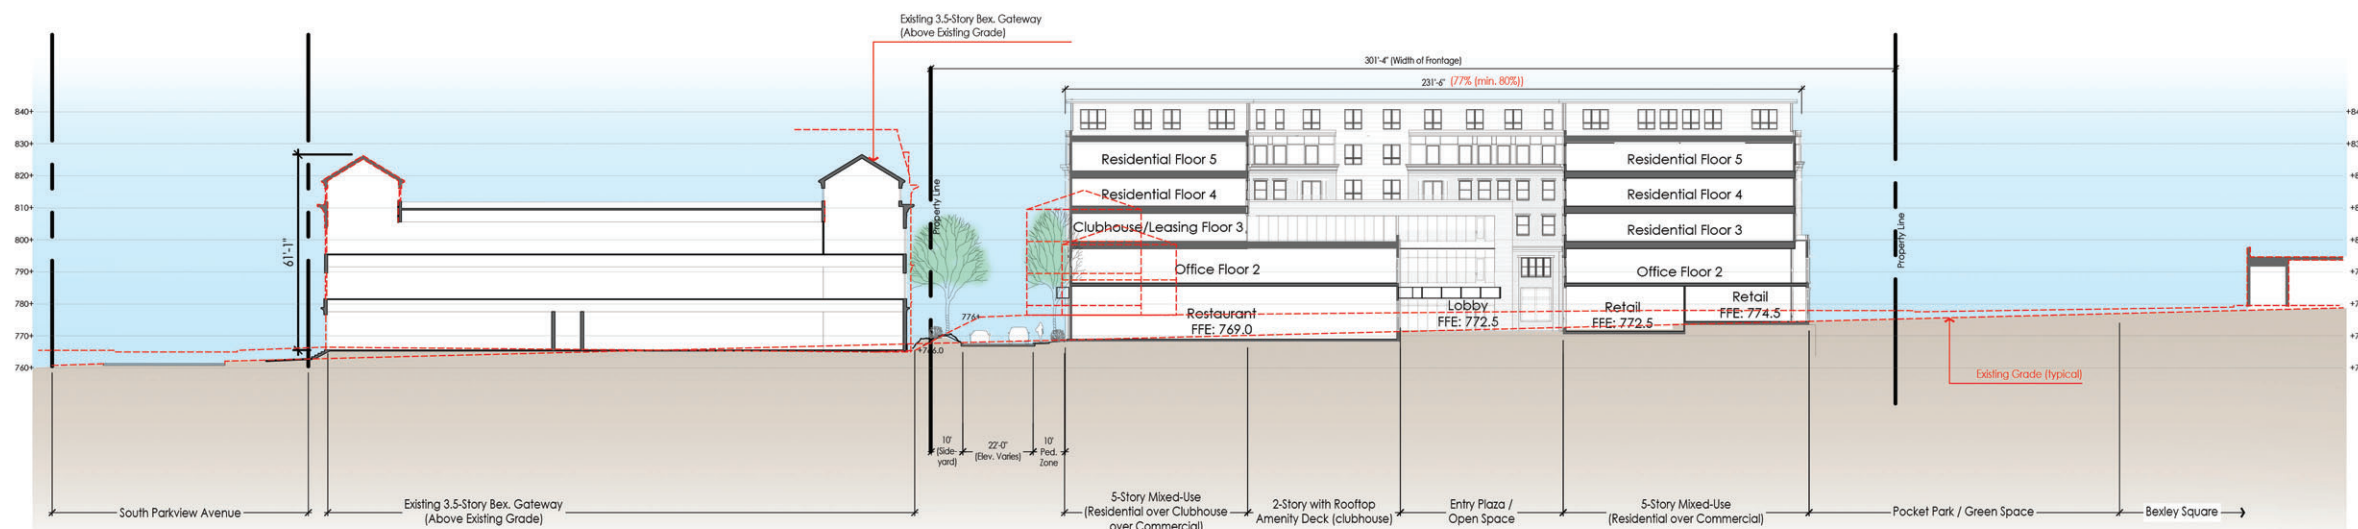 Existing 3.5-Story Bex. Gateway
(Above Existing Grade)
301'-4" (Width of Frontage)
231'-6" (77% (min. 80%))
840+
830+
820+
810+
800+
790+
780+
770+
760+
61'-1"
Property Line
Residential Floor 5
Residential Floor 4
Clubhouse/Leasing Floor 3
Office Floor 2
Restaurant
FFE: 769.0
Lobby
FFE: 772.5
Residential Floor 5
Residential Floor 4
Residential Floor 3
Office Floor 2
Retail
FFE: 772.5
Retail
FFE: 774.5
Property Line
776+
Existing Grade (typical)
10'
(Side-
yard)
22'-0"
(Elev. Varies)
10'
Ped.
Zone
South Parkview Avenue
Existing 3.5-Story Bex. Gateway
(Above Existing Grade)
5-Story Mixed-Use
(Residential over Clubhouse
over Commercial)
2-Story with Rooftop
Amenity Deck (clubhouse)
Entry Plaza /
Open Space
5-Story Mixed-Use
(Residential over Commercial)
Pocket Park / Green Space
Bexley Square